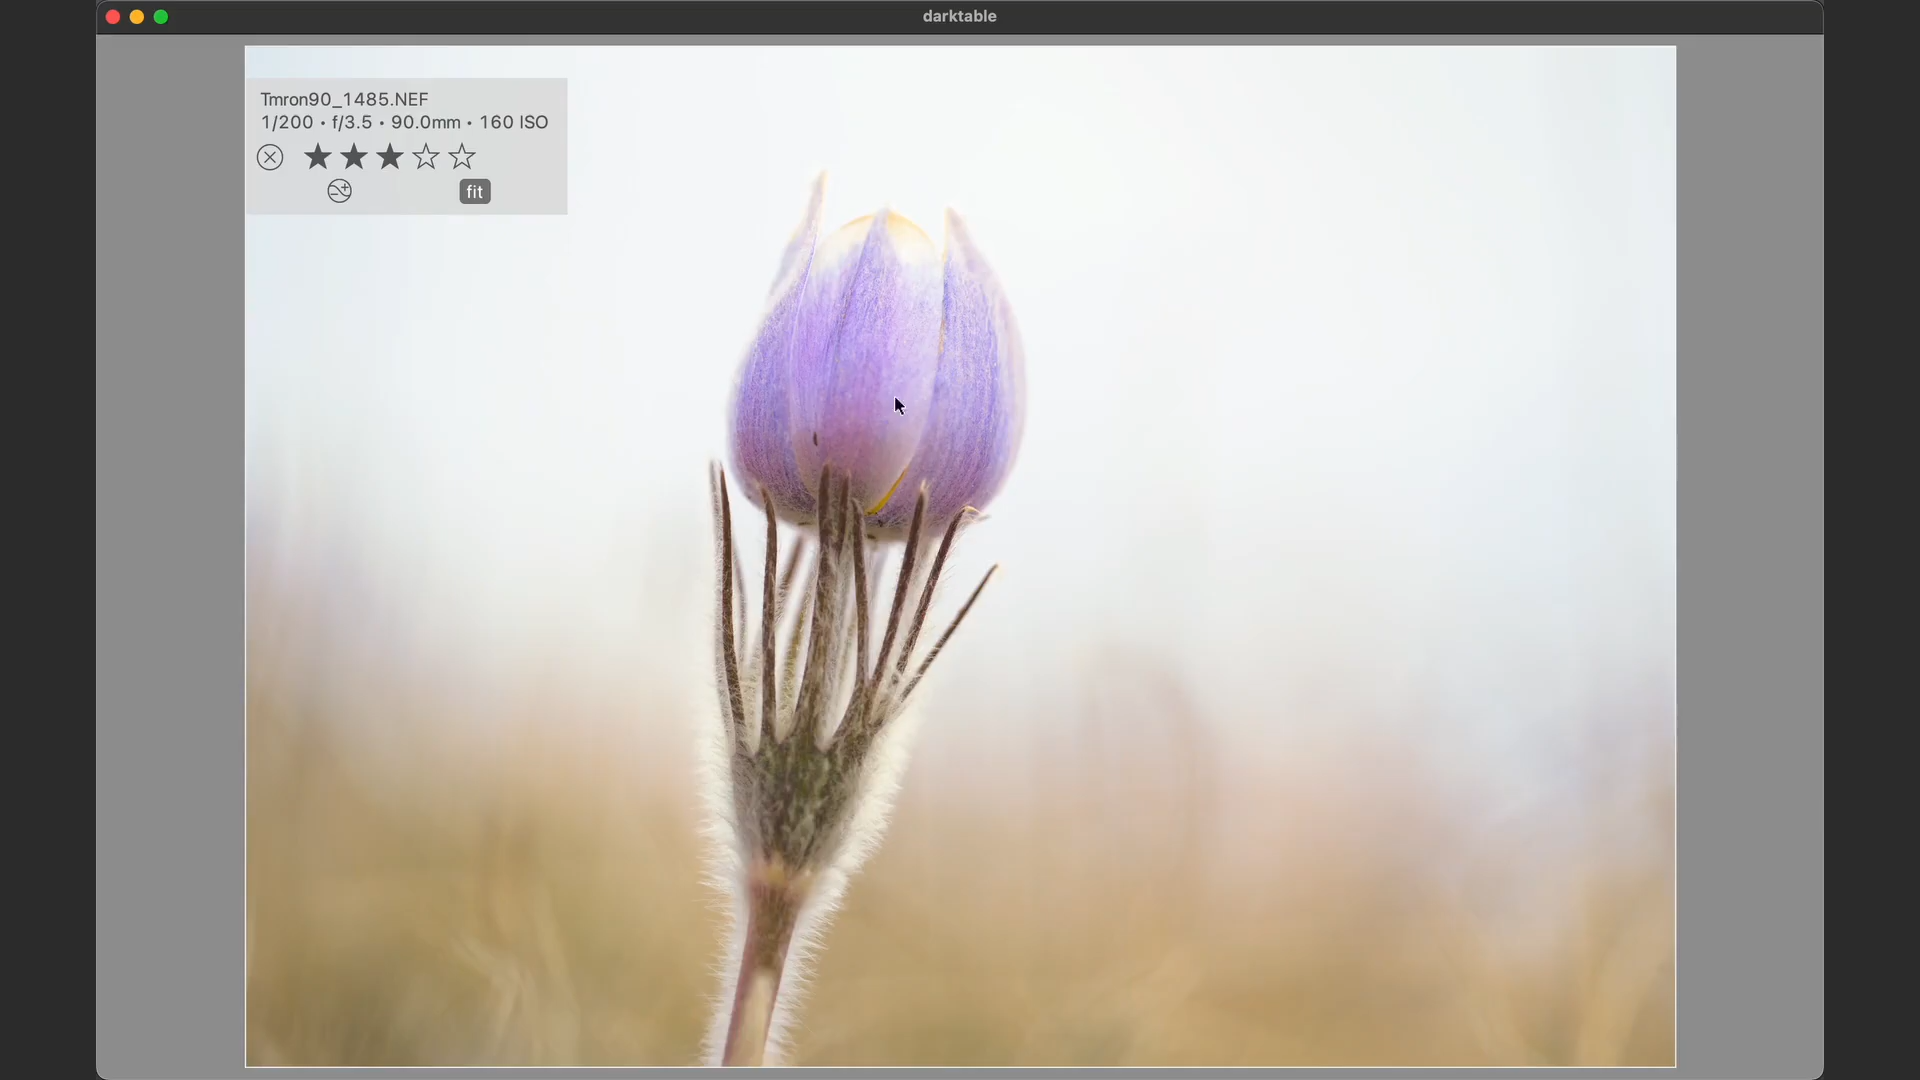 darktable
Tmron90_1485.NEF
1/200 • f/3.5 • 90.0mm • 160 ISO
fit